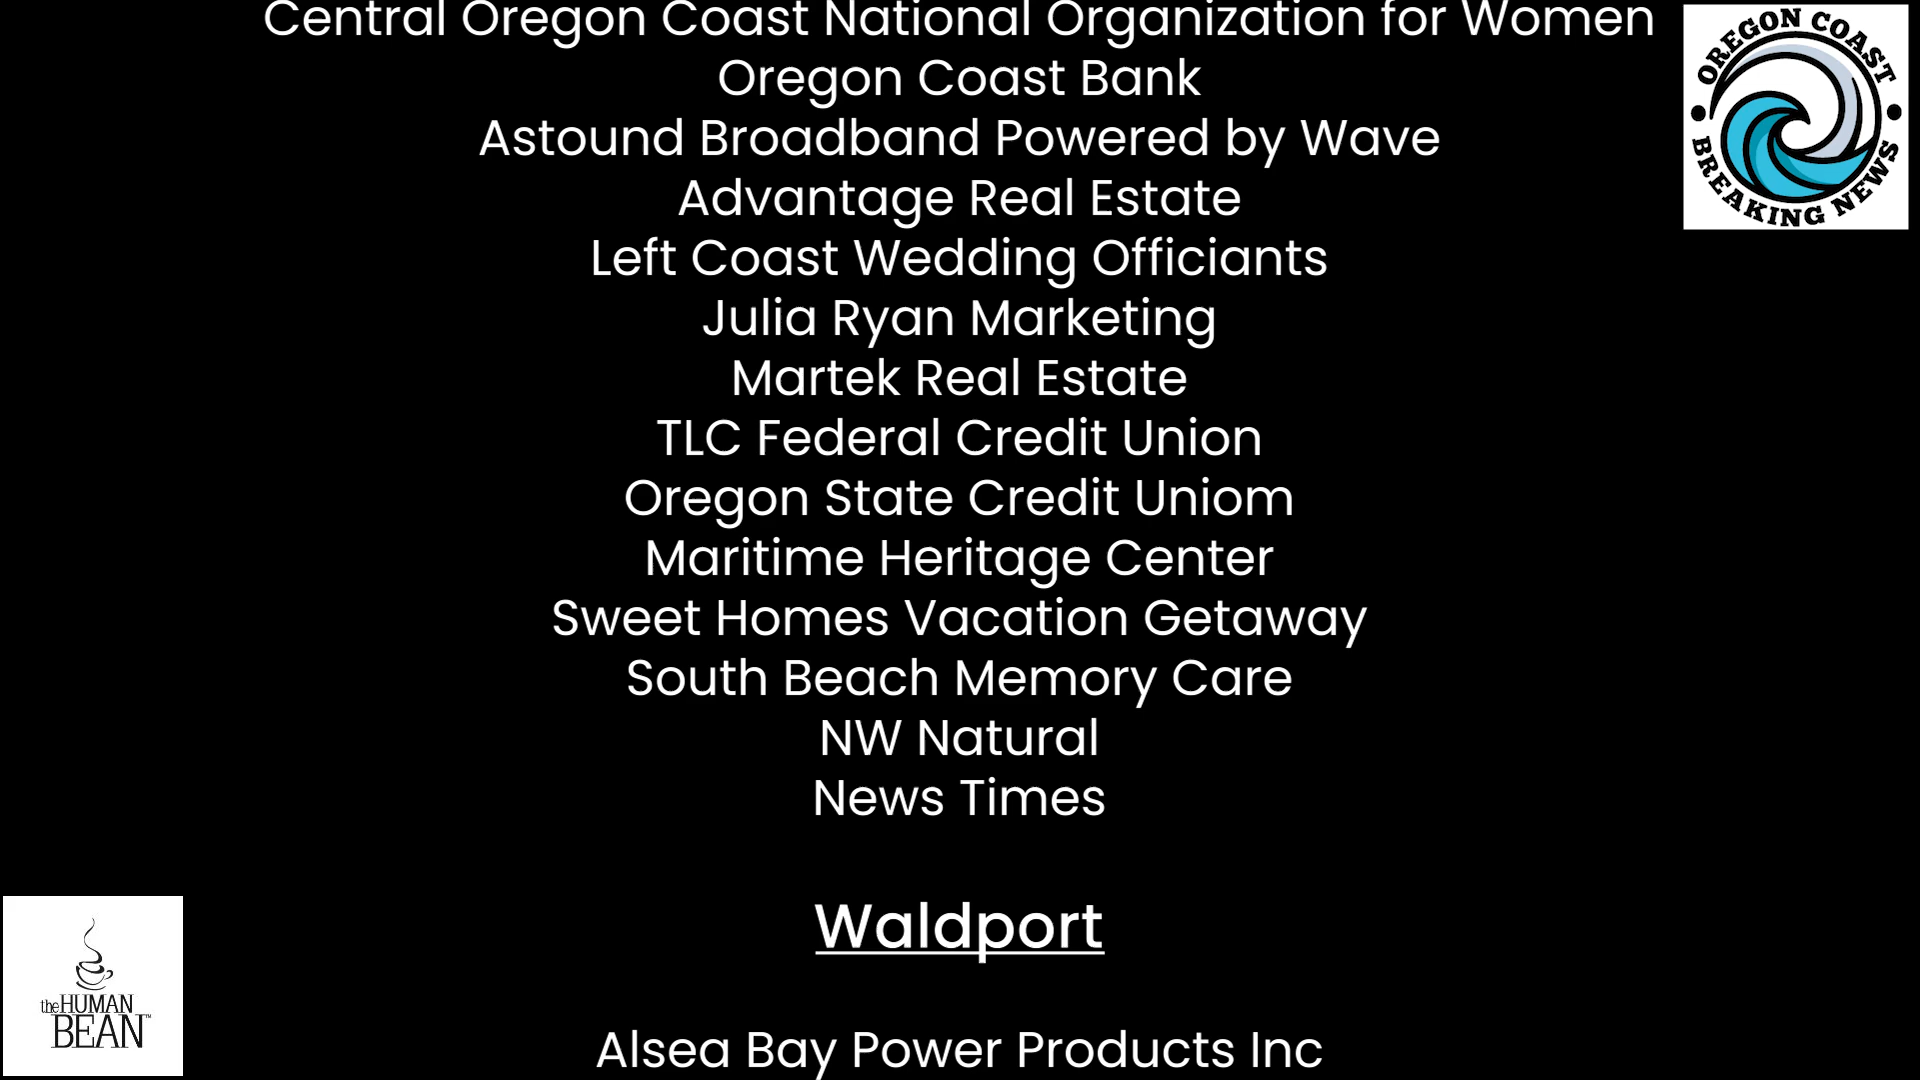 Central Oregon Coast National Organization for Women
Oregon Coast Bank
Astound Broadband Powered by Wave
Advantage Real Estate
Left Coast Wedding Officiants
Julia Ryan Marketing
Martek Real Estate
TLC Federal Credit Union
Oregon State Credit Uniom
Maritime Heritage Center
Sweet Homes Vacation Getaway
South Beach Memory Care
NW Natural
News Times
Waldport
Alsea Bay Power Products Inc
OREGON COAST
BREAKING NEWS
the HUMAN
BEAN™